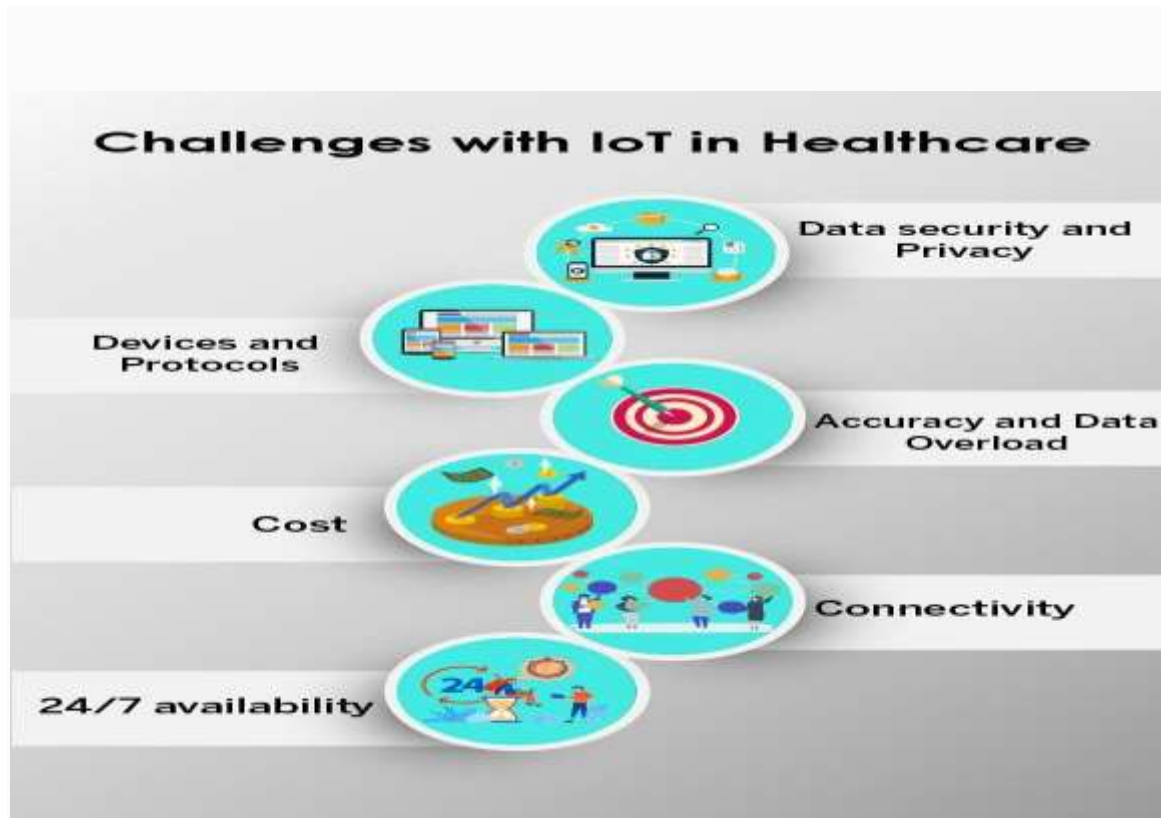 Challenges with IoT in Healthcare
Data security and
Privacy
Devices and
Protocols
Accuracy and Data
Overload
Cost
Connectivity
24/7 availability
24